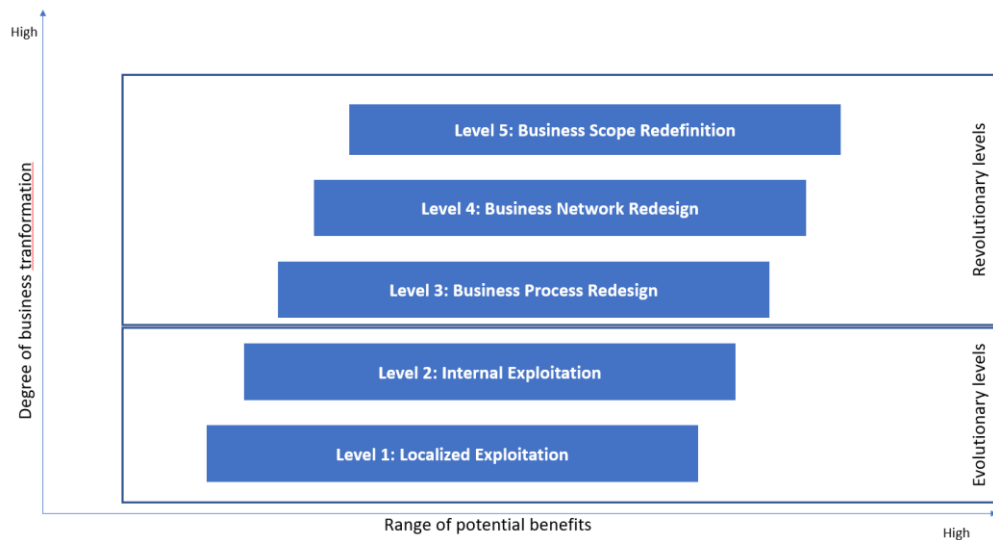 High
Level 5: Business Scope Redefinition
Level 4: Business Network Redesign
Level 3: Business Process Redesign
Revolutionary levels
Level 2: Internal Exploitation
Level 1: Localized Exploitation
Evolutionary levels
Degree of business tranformation
Range of potential benefits
High